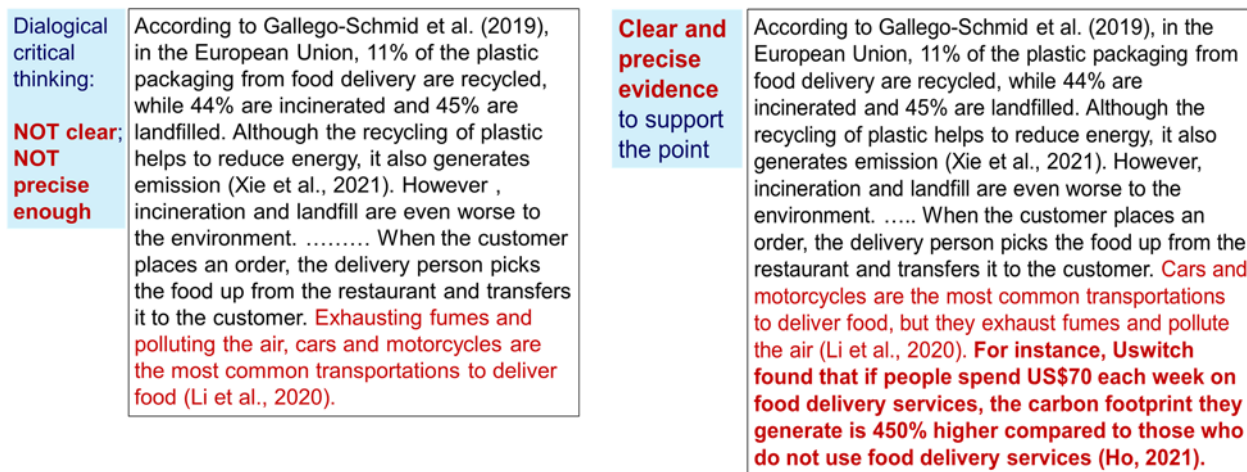 Dialogical
critical
thinking:
NOT clear;
NOT
precise
enough
According to Gallego-Schmid et al. (2019),
in the European Union, 11% of the plastic
packaging from food delivery are recycled,
while 44% are incinerated and 45% are
landfilled. Although the recycling of plastic
helps to reduce energy, it also generates
emission (Xie et al., 2021). However ,
incineration and landfill are even worse to
the environment. ……… When the customer
places an order, the delivery person picks
the food up from the restaurant and transfers
it to the customer. Exhausting fumes and
polluting the air, cars and motorcycles are
the most common transportations to deliver
food (Li et al., 2020).
Clear and
precise
evidence
to support
the point
According to Gallego-Schmid et al. (2019), in the
European Union, 11% of the plastic packaging from
food delivery are recycled, while 44% are
incinerated and 45% are landfilled. Although the
recycling of plastic helps to reduce energy, it also
generates emission (Xie et al., 2021). However,
incineration and landfill are even worse to the
environment. ….. When the customer places an
order, the delivery person picks the food up from the
restaurant and transfers it to the customer. Cars and
motorcycles are the most common transportations
to deliver food, but they exhaust fumes and pollute
the air (Li et al., 2020). For instance, Uswitch
found that if people spend US$70 each week on
food delivery services, the carbon footprint they
generate is 450% higher compared to those who
do not use food delivery services (Ho, 2021).